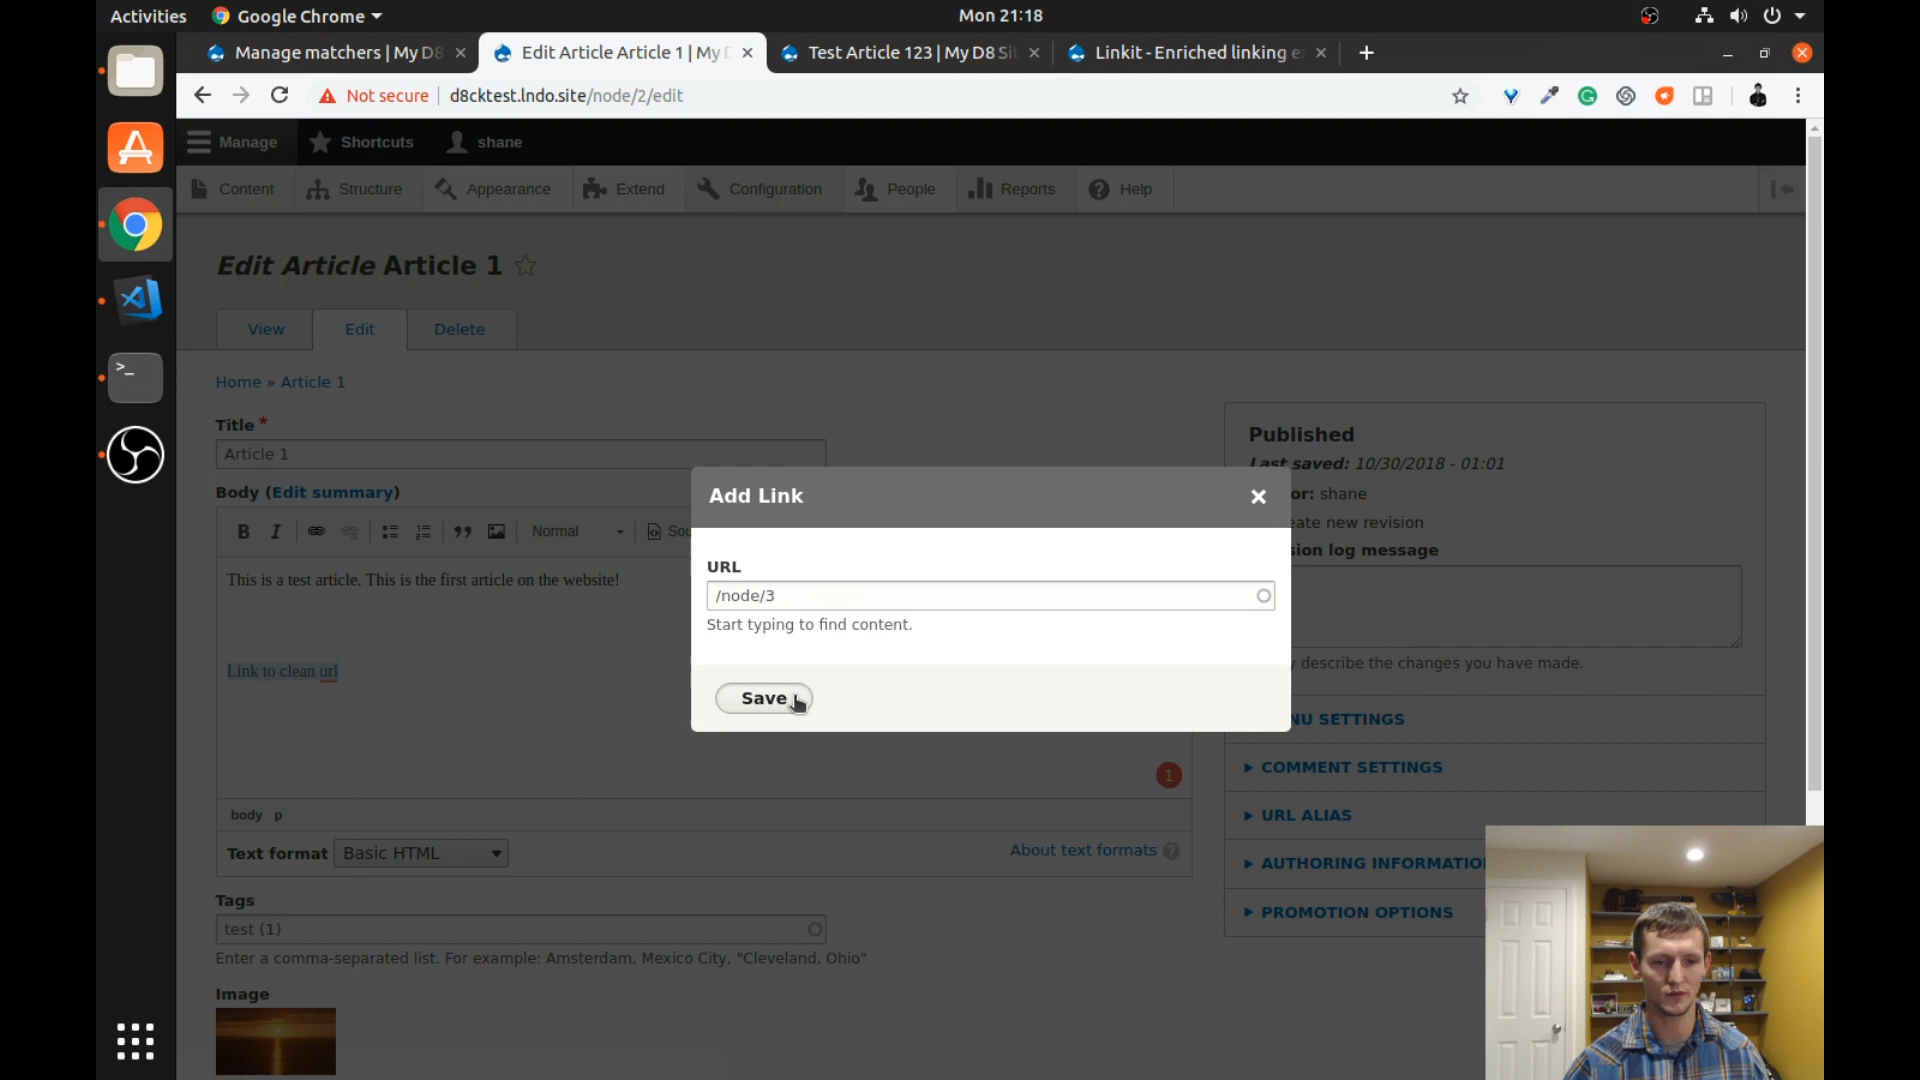 Activities Google Chrome Mon 21:18
Manage matchers | My D8 Edit Article Article 1 | My D Test Article 123 | My D8 Sit Linkit - Enriched linking e
Not secure d8cktest.lndo.site/node/2/edit
Manage Shortcuts shane
Content Structure Appearance Extend Configuration People Reports Help
Edit Article Article 1
View Edit Delete
Home » Article 1
Title *
Article 1
Published
Last saved: 10/30/2018 - 01:01
or: shane
eate new revision
sion log message
describe the changes you have made.
Body (Edit summary)
B I Normal Sou
This is a test article. This is the first article on the website!
Link to clean url
1
body p
Text format Basic HTML About text formats
Add Link
URL
/node/3
Start typing to find content.
Save
NU SETTINGS
COMMENT SETTINGS
URL ALIAS
AUTHORING INFORMATIO
PROMOTION OPTIONS
Tags
test (1)
Enter a comma-separated list. For example: Amsterdam, Mexico City, "Cleveland, Ohio"
Image